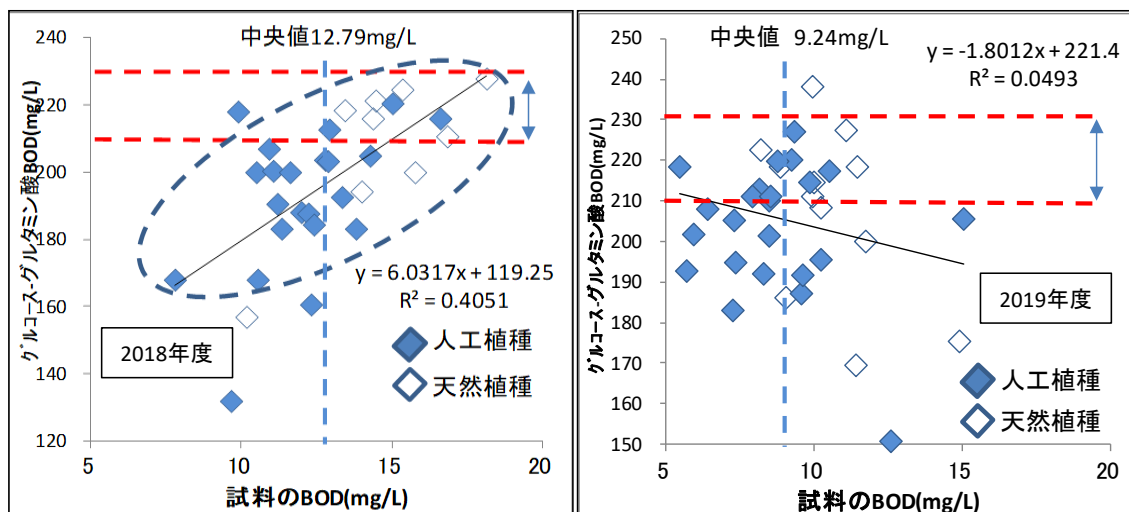 中央値12.79mg/L
240
220
200
180
160
140
120
グルコース-グルタミン酸BOD(mg/L)
y = 6.0317x + 119.25
R² = 0.4051
2018年度
人工植種
天然植種
5
10
15
20
試料のBOD(mg/L)
中央値 9.24mg/L
y = -1.8012x + 221.4
R² = 0.0493
250
240
230
220
210
200
190
180
170
160
150
グルコース-グルタミン酸BOD(mg/L)
2019年度
人工植種
天然植種
5
10
15
20
試料のBOD(mg/L)